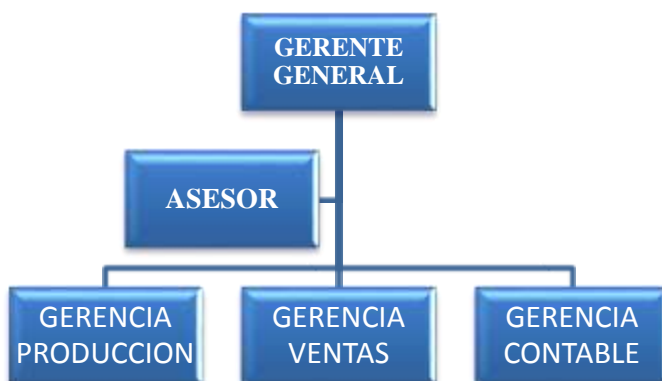 GERENTE
GENERAL
ASESOR
GERENCIA
PRODUCCION
GERENCIA
VENTAS
GERENCIA
CONTABLE